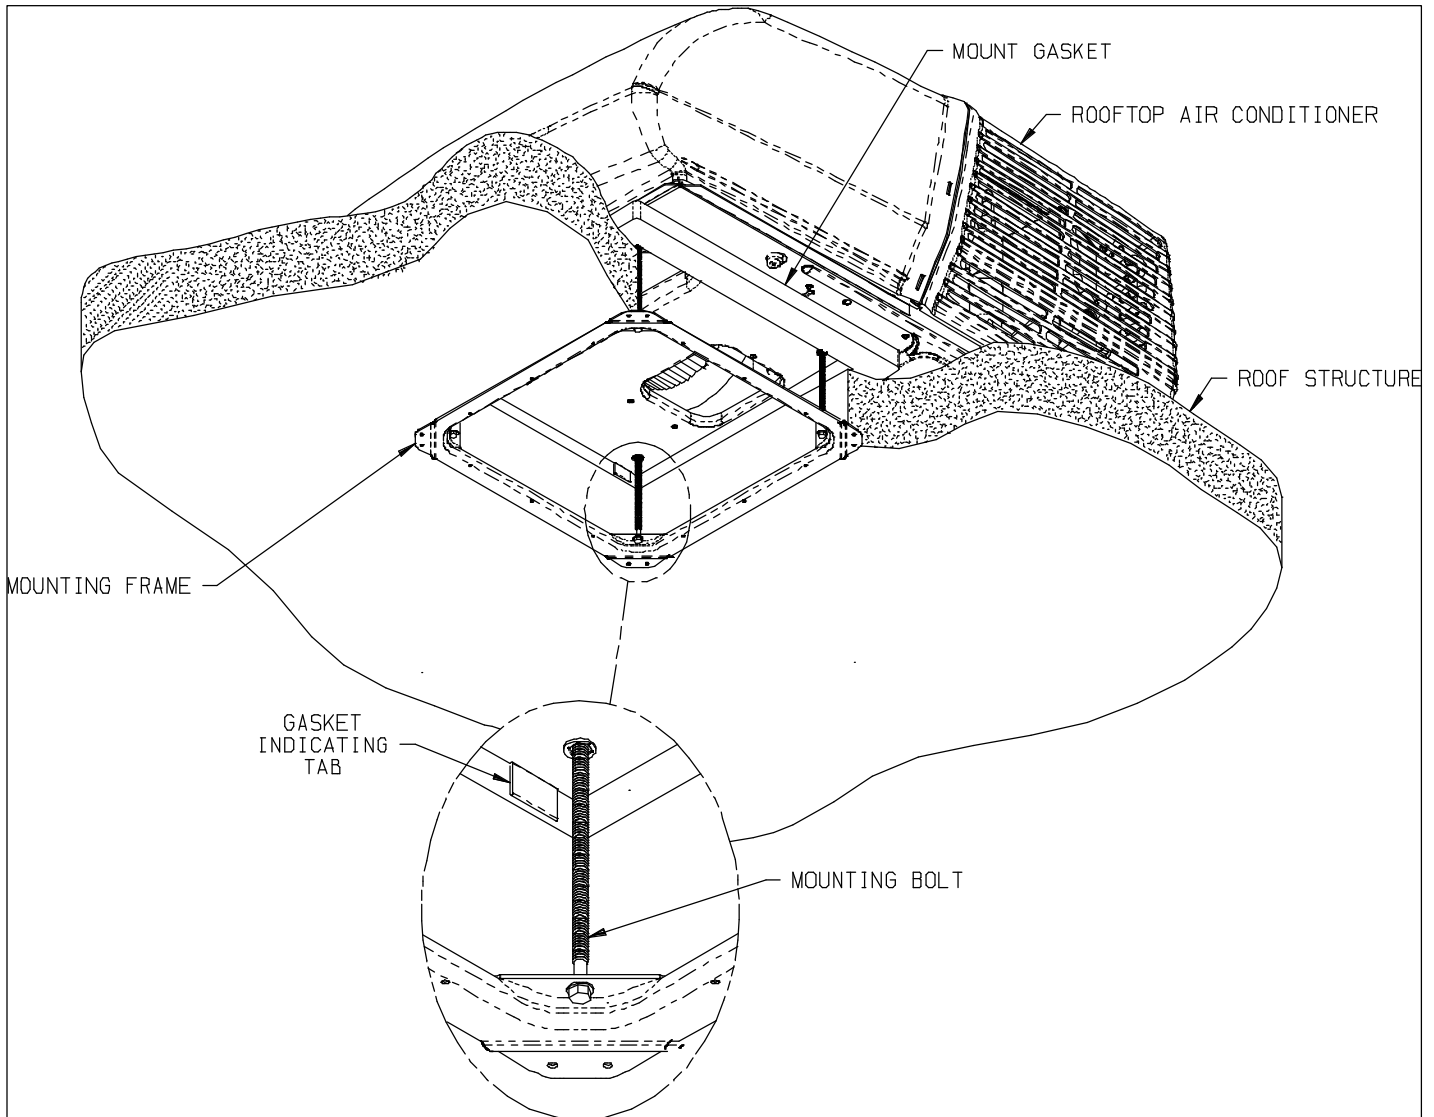 MOUNT GASKET
ROOFTOP AIR CONDITIONER
ROOF STRUCTURE
MOUNTING FRAME
GASKET
INDICATING
TAB
MOUNTING BOLT